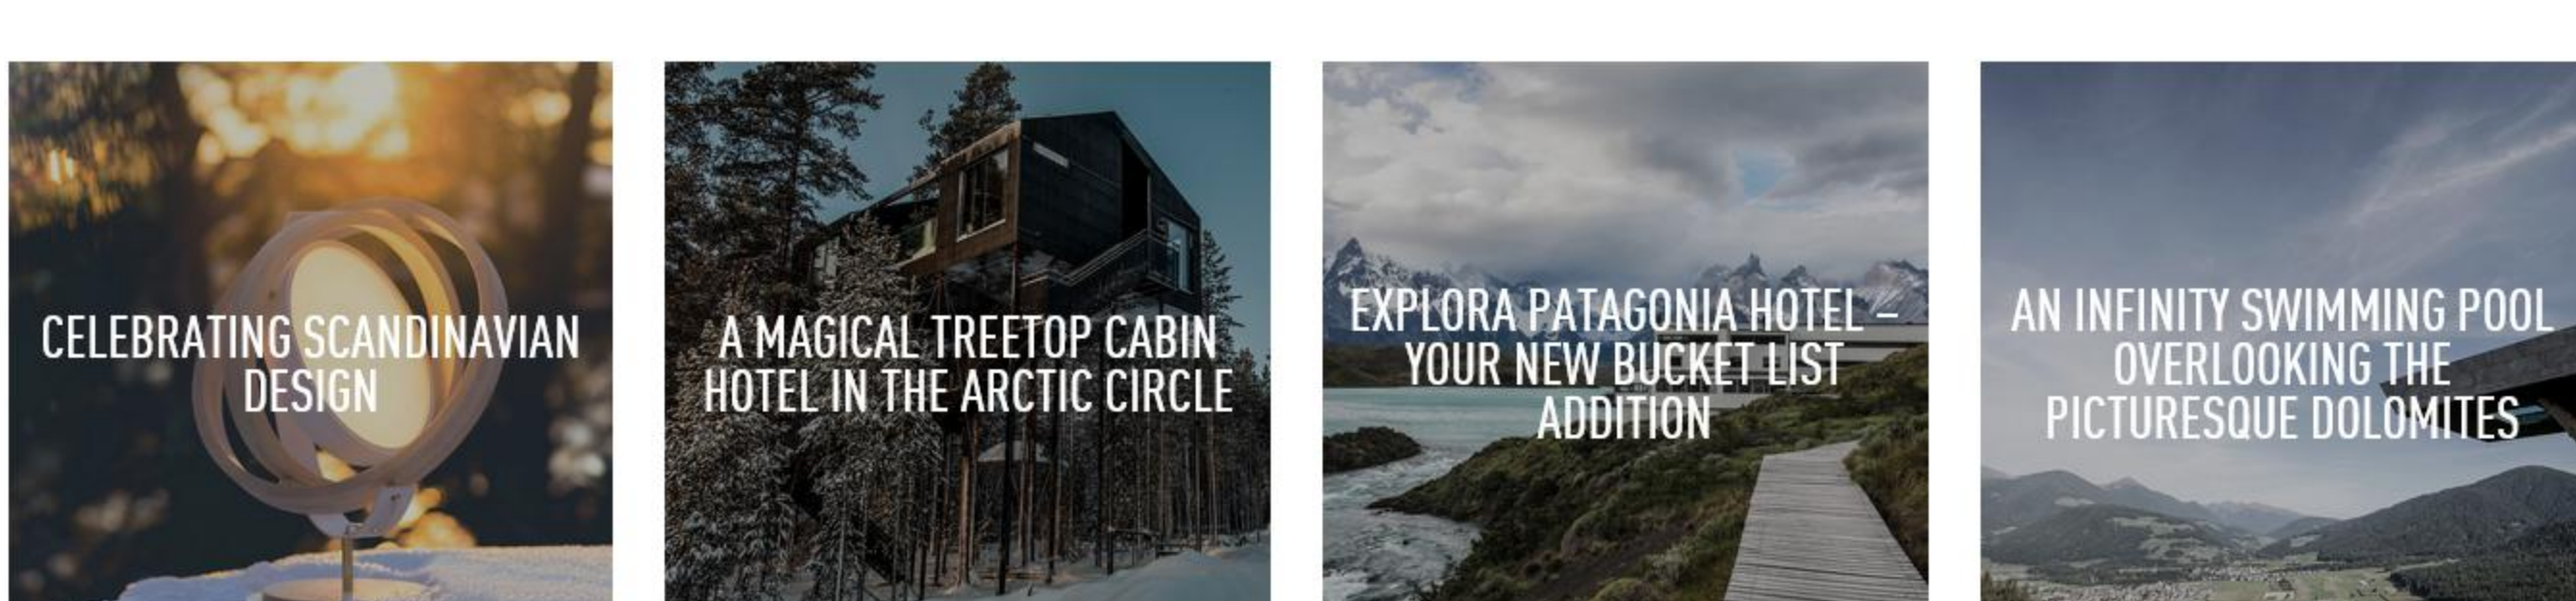 CELEBRATING SCANDINAVIAN
DESIGN
A MAGICAL TREETOP CABIN
HOTEL IN THE ARCTIC CIRCLE
EXPLORA PATAGONIA HOTEL –
YOUR NEW BUCKET LIST
ADDITION
AN INFINITY SWIMMING POOL
OVERLOOKING THE
PICTURESQUE DOLOMITES